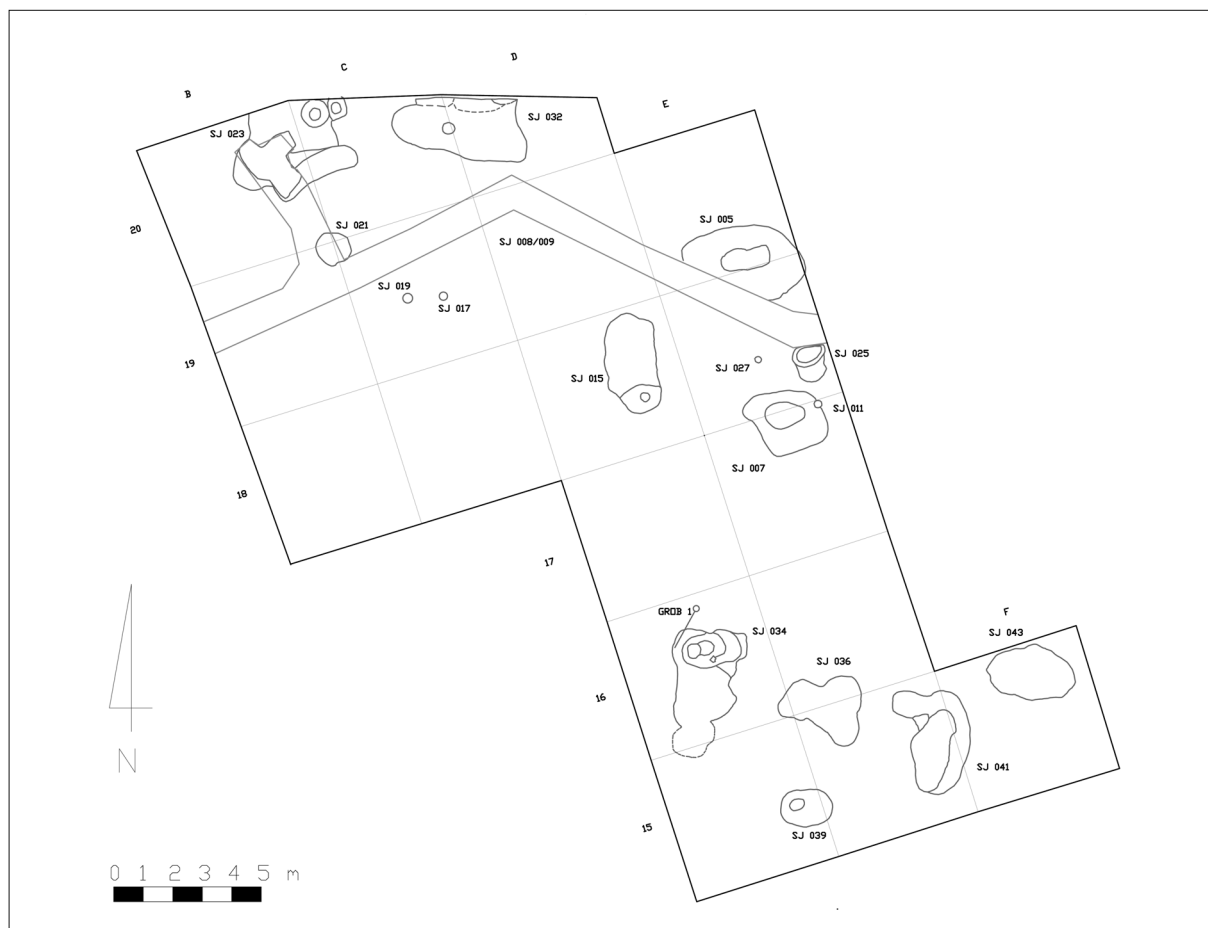 C
D
B
E
SJ 023
SJ 032
SJ 021
SJ 005
20
SJ 008/009
SJ 019
SJ 017
19
SJ 015
SJ 027
SJ 025
SJ 011
SJ 007
18
17
GROB 1
F
SJ 034
SJ 043
SJ 036
16
SJ 041
N
15
SJ 039
0 1 2 3 4 5 m